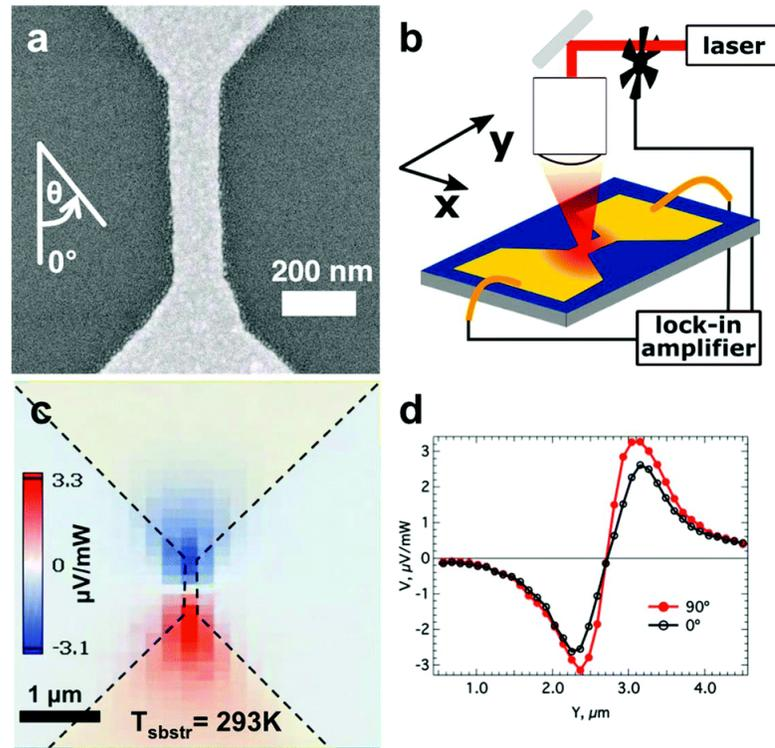 a
θ
0°
200 nm
b
laser
y
x
lock-in
amplifier
c
3.3
0
-3.1
μV/mW
1 μm
T sbstr = 293K
d
V, μV/mW
3
2
1
0
-1
-2
-3
90°
0°
1.0 2.0 3.0 4.0
Y, μm